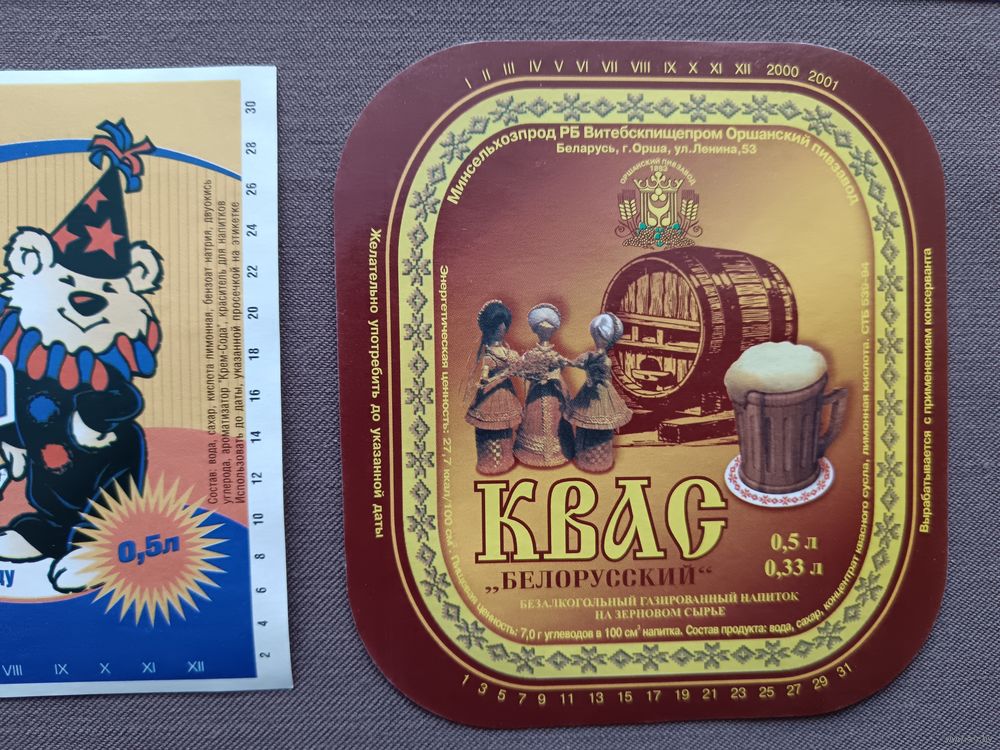 Состав: вода, сахар, кислота лимонная, бензоат натрия, двуокись
углерода, ароматизатор "Крем-Сода", краситель для напитков
Использовать до даты, указанной просечкой на этикетке
0,5л
30
28
26
24
22
20
18
16
14
12
10
8
6
4
2
VIII IX X XI XII
I II III IV V VI VII VIII IX X XI XII 2000 2001
Минсельхозпрод РБ Витебскпищепром Оршанский пивзавод
Беларусь, г.Орша, ул.Ленина,53
ОРШАНСКИЙ ПИВЗАВОД
Желательно употребить до указанной даты
Энергетическая ценность: 27,7 ккал/100 см³. Пищевая ценность: 7,0 г углеводов в 100 см³ напитка. Состав продукта: вода, сахар, концентрат квасного сусла, лимонная кислота. СТБ 539-94
Вырабатывается с применением консерванта
КВАС
„БЕЛОРУССКИЙ“
0,5 л
0,33 л
БЕЗАЛКОГОЛЬНЫЙ ГАЗИРОВАННЫЙ НАПИТОК
НА ЗЕРНОВОМ СЫРЬЕ
1 3 5 7 9 11 13 15 17 19 21 23 25 27 29 31